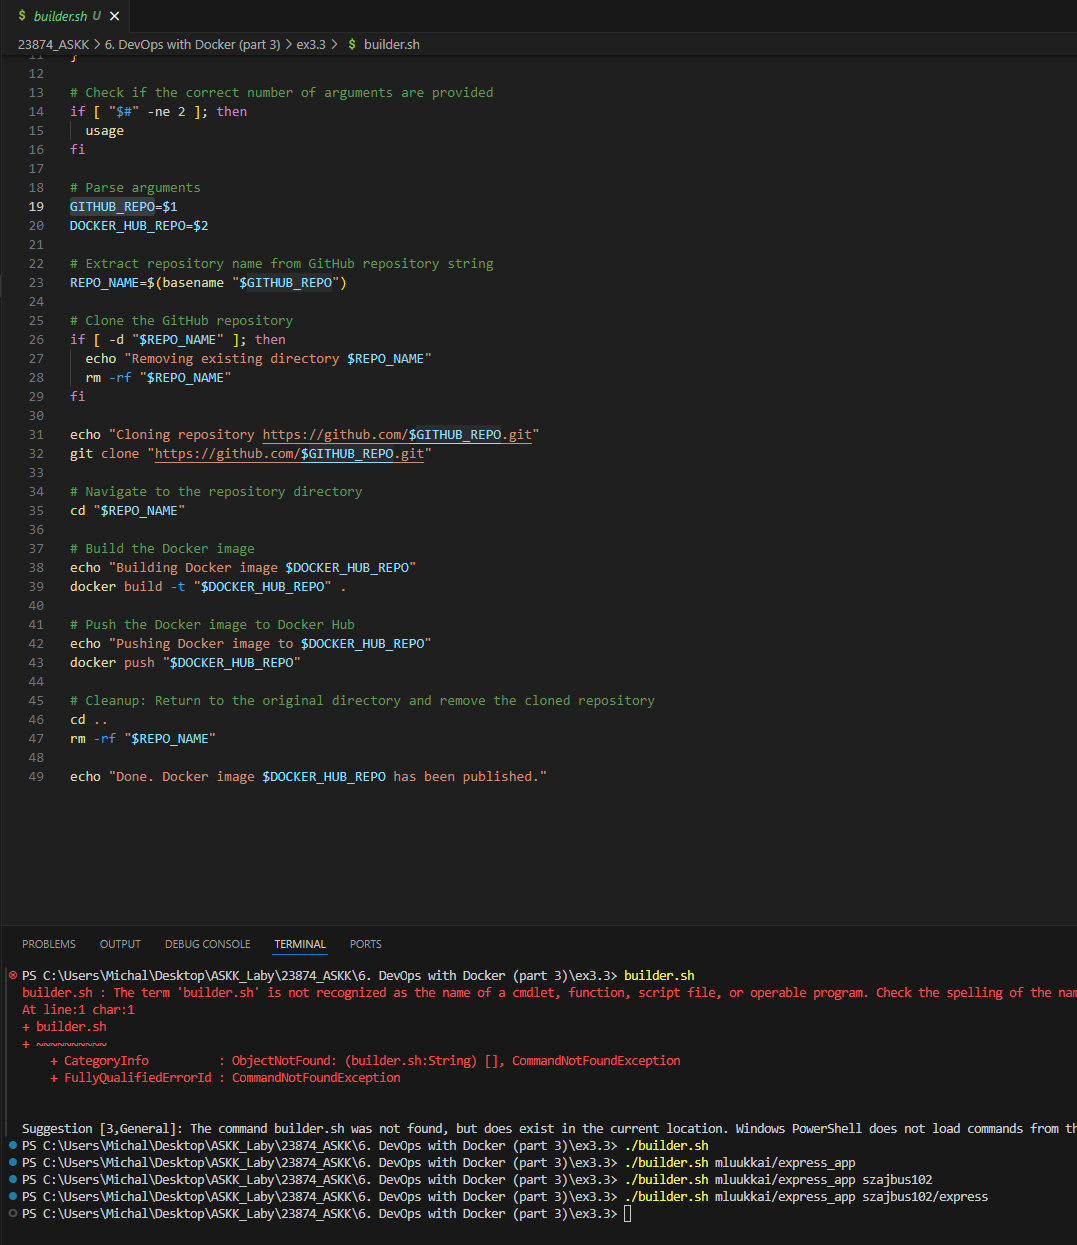 $ builder.sh U ×
23874_ASKK > 6. DevOps with Docker (part 3) > ex3.3 > $ builder.sh
11 }
12
13 # Check if the correct number of arguments are provided
14 if [ "$#" -ne 2 ]; then
15 usage
16 fi
17
18 # Parse arguments
19 GITHUB_REPO=$1
20 DOCKER_HUB_REPO=$2
21
22 # Extract repository name from GitHub repository string
23 REPO_NAME=$(basename "$GITHUB_REPO")
24
25 # Clone the GitHub repository
26 if [ -d "$REPO_NAME" ]; then
27 echo "Removing existing directory $REPO_NAME"
28 rm -rf "$REPO_NAME"
29 fi
30
31 echo "Cloning repository https://github.com/$GITHUB_REPO.git"
32 git clone "https://github.com/$GITHUB_REPO.git"
33
34 # Navigate to the repository directory
35 cd "$REPO_NAME"
36
37 # Build the Docker image
38 echo "Building Docker image $DOCKER_HUB_REPO"
39 docker build -t "$DOCKER_HUB_REPO" .
40
41 # Push the Docker image to Docker Hub
42 echo "Pushing Docker image to $DOCKER_HUB_REPO"
43 docker push "$DOCKER_HUB_REPO"
44
45 # Cleanup: Return to the original directory and remove the cloned repository
46 cd ..
47 rm -rf "$REPO_NAME"
48
49 echo "Done. Docker image $DOCKER_HUB_REPO has been published."
PROBLEMS OUTPUT DEBUG CONSOLE TERMINAL PORTS
PS C:\Users\Michal\Desktop\ASKK_Laby\23874_ASKK\6. DevOps with Docker (part 3)\ex3.3> builder.sh
builder.sh : The term 'builder.sh' is not recognized as the name of a cmdlet, function, script file, or operable program. Check the spelling of the nam
At line:1 char:1
+ builder.sh
+ ~~~~~~~~~~
+ CategoryInfo : ObjectNotFound: (builder.sh:String) [], CommandNotFoundException
+ FullyQualifiedErrorId : CommandNotFoundException
Suggestion [3,General]: The command builder.sh was not found, but does exist in the current location. Windows PowerShell does not load commands from th
PS C:\Users\Michal\Desktop\ASKK_Laby\23874_ASKK\6. DevOps with Docker (part 3)\ex3.3> ./builder.sh
PS C:\Users\Michal\Desktop\ASKK_Laby\23874_ASKK\6. DevOps with Docker (part 3)\ex3.3> ./builder.sh mluukkai/express_app
PS C:\Users\Michal\Desktop\ASKK_Laby\23874_ASKK\6. DevOps with Docker (part 3)\ex3.3> ./builder.sh mluukkai/express_app szajbus102
PS C:\Users\Michal\Desktop\ASKK_Laby\23874_ASKK\6. DevOps with Docker (part 3)\ex3.3> ./builder.sh mluukkai/express_app szajbus102/express
PS C:\Users\Michal\Desktop\ASKK_Laby\23874_ASKK\6. DevOps with Docker (part 3)\ex3.3>